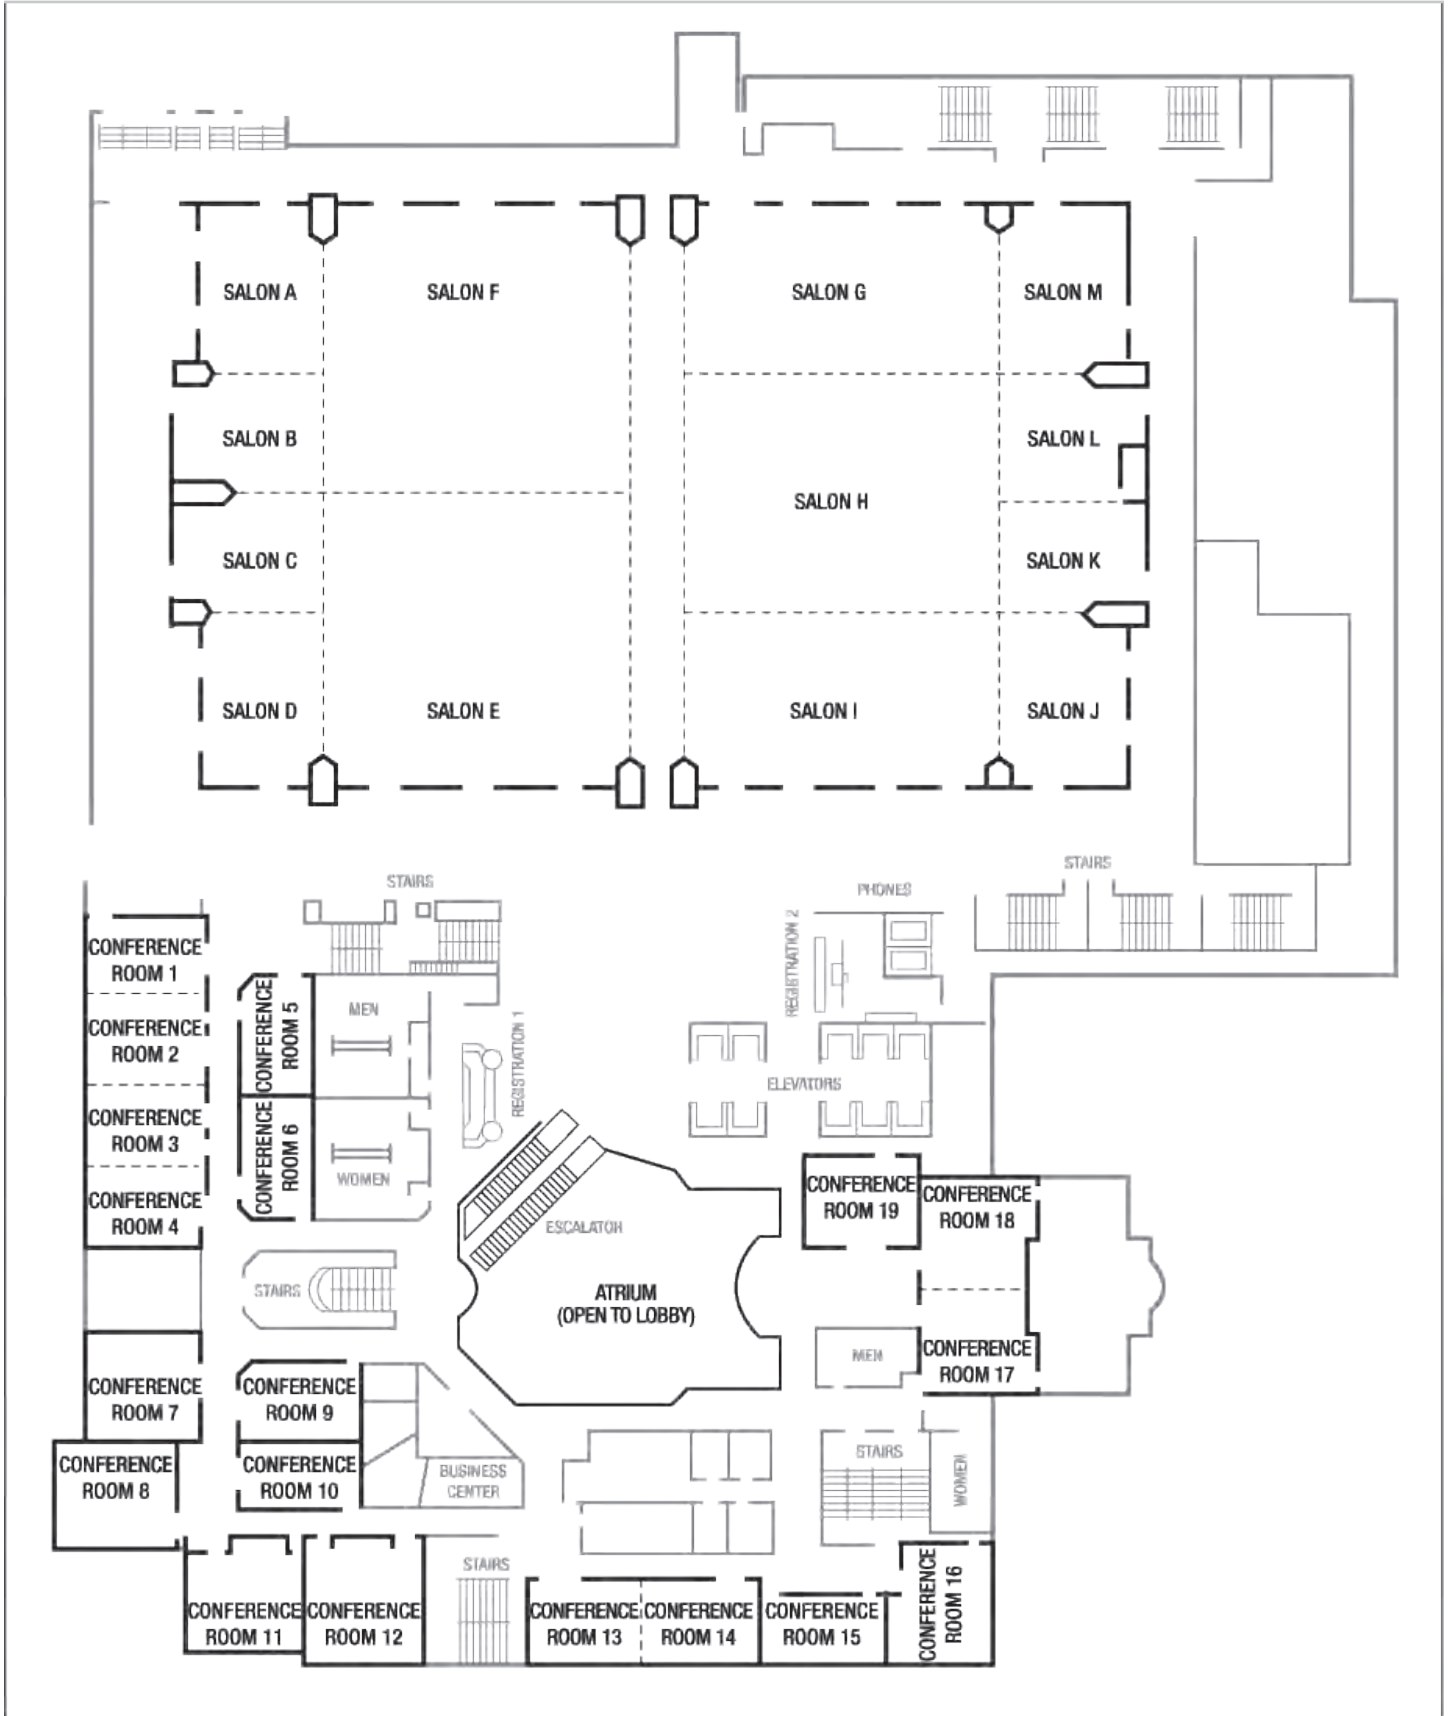 SALON A
SALON F
SALON G
SALON M
SALON B
SALON L
SALON H
SALON C
SALON K
SALON D
SALON E
SALON I
SALON J
STAIRS
STAIRS
PHONES
REGISTRATION 2
CONFERENCE
ROOM 1
CONFERENCE
ROOM 2
CONFERENCE
ROOM 3
CONFERENCE
ROOM 4
CONFERENCE
ROOM 5
CONFERENCE
ROOM 6
MEN
WOMEN
REGISTRATION 1
ELEVATORS
ESCALATOR
ATRIUM
(OPEN TO LOBBY)
STAIRS
CONFERENCE
ROOM 19
CONFERENCE
ROOM 18
CONFERENCE
ROOM 17
MEN
CONFERENCE
ROOM 7
CONFERENCE
ROOM 9
CONFERENCE
ROOM 8
CONFERENCE
ROOM 10
BUSINESS
CENTER
STAIRS
WOMEN
STAIRS
CONFERENCE
ROOM 11
CONFERENCE
ROOM 12
CONFERENCE
ROOM 13
CONFERENCE
ROOM 14
CONFERENCE
ROOM 15
CONFERENCE
ROOM 16